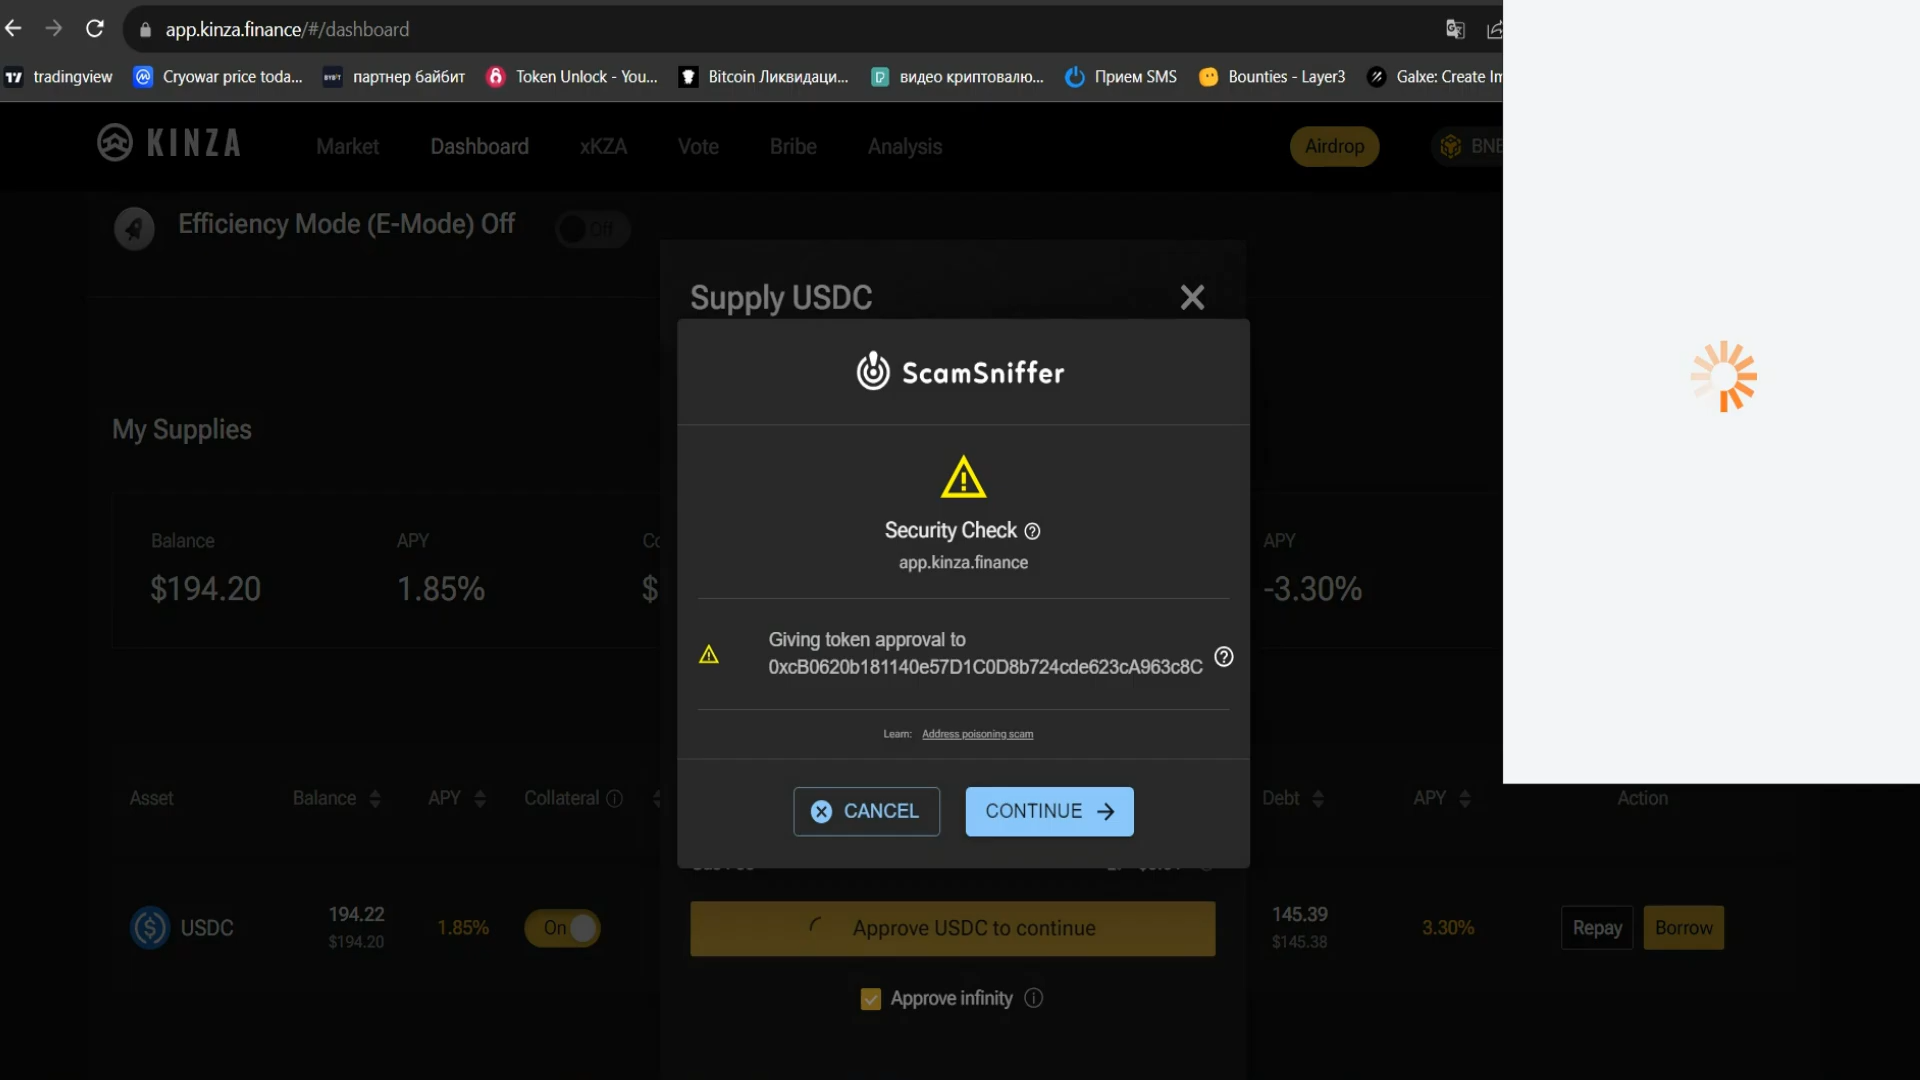 app.kinza.finance/#/dashboard
tradingview
Cryowar price toda...
партнер байбит
Token Unlock - You...
Bitcoin Ликвидаци...
видео криптовалю...
Прием SMS
Bounties - Layer3
Galxe: Create Im
KINZA
Market
Dashboard
xKZA
Vote
Bribe
Analysis
Airdrop
BNB
Efficiency Mode (E-Mode) Off
Off
Supply USDC
ScamSniffer
Security Check
app.kinza.finance
Giving token approval to
0xcB0620b181140e57D1C0D8b724cde623cA963c8C
Learn: Address poisoning scam
CANCEL
CONTINUE
Approve USDC to continue
Approve infinity
My Supplies
Balance
APY
Co
$194.20
1.85%
$
APY
-3.30%
Asset
Balance
APY
Collateral
Debt
APY
Action
USDC
194.22
$194.20
1.85%
On
145.39
$145.38
3.30%
Repay
Borrow